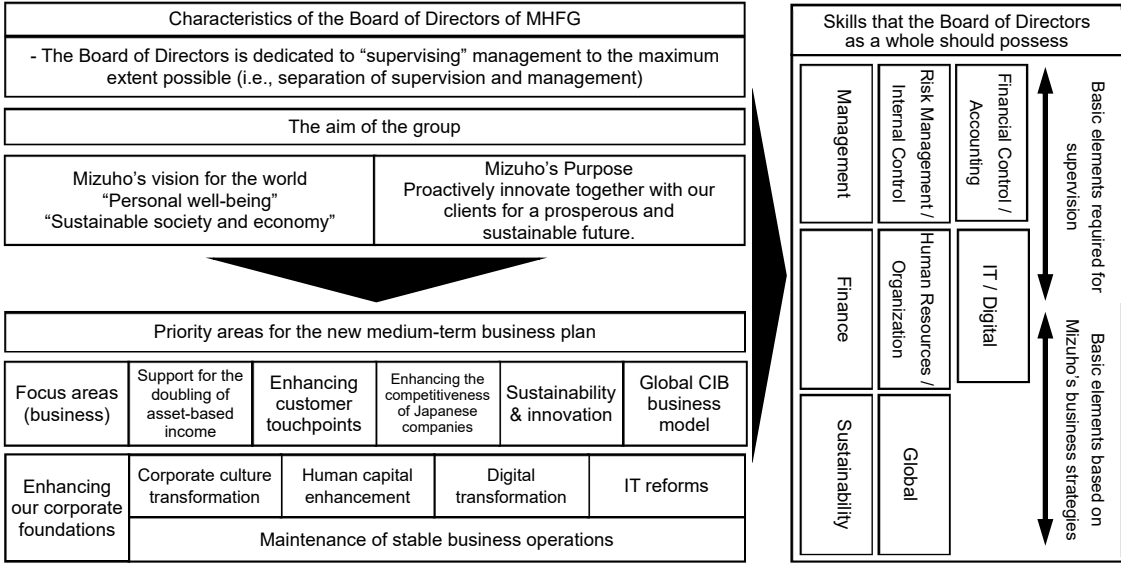 Characteristics of the Board of Directors of MHFG
- The Board of Directors is dedicated to “supervising” management to the maximum
extent possible (i.e., separation of supervision and management)
The aim of the group
Mizuho’s vision for the world
“Personal well-being”
“Sustainable society and economy”
Mizuho’s Purpose
Proactively innovate together with our
clients for a prosperous and
sustainable future.
Priority areas for the new medium-term business plan
Focus areas
(business)
Support for the
doubling of
asset-based
income
Enhancing
customer
touchpoints
Enhancing the
competitiveness
of Japanese
companies
Sustainability
& innovation
Global CIB
business
model
Enhancing
our corporate
foundations
Corporate culture
transformation
Human capital
enhancement
Digital
transformation
IT reforms
Maintenance of stable business operations
Skills that the Board of Directors
as a whole should possess
Management
Risk Management /
Internal Control
Financial Control /
Accounting
Basic elements required for
supervision
Finance
Human Resources /
Organization
IT / Digital
Sustainability
Global
Basic elements based on
Mizuho’s business strategies